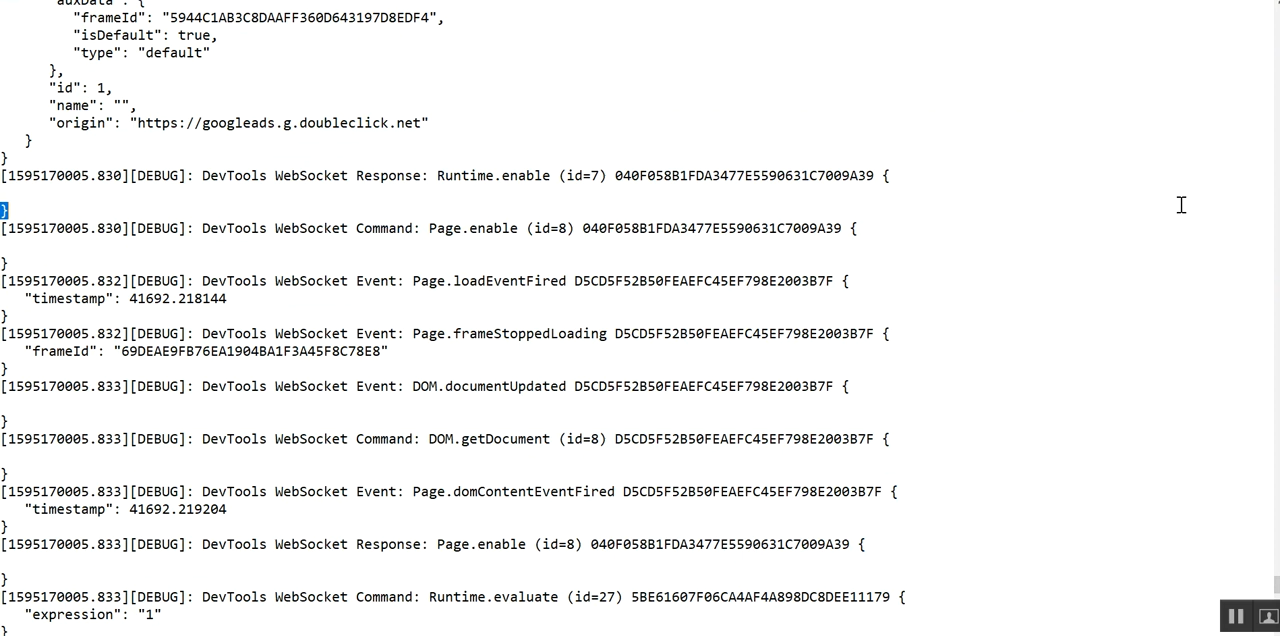 "auxData": {
"frameId": "5944C1AB3C8DAAFF360D643197D8EDF4",
"isDefault": true,
"type": "default"
},
"id": 1,
"name": "",
"origin": "https://googleads.g.doubleclick.net"
}
}
[1595170005.830][DEBUG]: DevTools WebSocket Response: Runtime.enable (id=7) 040F058B1FDA3477E5590631C7009A39 {
}
[1595170005.830][DEBUG]: DevTools WebSocket Command: Page.enable (id=8) 040F058B1FDA3477E5590631C7009A39 {
}
[1595170005.832][DEBUG]: DevTools WebSocket Event: Page.loadEventFired D5CD5F52B50FEAEFC45EF798E2003B7F {
"timestamp": 41692.218144
}
[1595170005.832][DEBUG]: DevTools WebSocket Event: Page.frameStoppedLoading D5CD5F52B50FEAEFC45EF798E2003B7F {
"frameId": "69DEAE9FB76EA1904BA1F3A45F8C78E8"
}
[1595170005.833][DEBUG]: DevTools WebSocket Event: DOM.documentUpdated D5CD5F52B50FEAEFC45EF798E2003B7F {
}
[1595170005.833][DEBUG]: DevTools WebSocket Command: DOM.getDocument (id=8) D5CD5F52B50FEAEFC45EF798E2003B7F {
}
[1595170005.833][DEBUG]: DevTools WebSocket Event: Page.domContentEventFired D5CD5F52B50FEAEFC45EF798E2003B7F {
"timestamp": 41692.219204
}
[1595170005.833][DEBUG]: DevTools WebSocket Response: Page.enable (id=8) 040F058B1FDA3477E5590631C7009A39 {
}
[1595170005.833][DEBUG]: DevTools WebSocket Command: Runtime.evaluate (id=27) 5BE61607F06CA4AF4A898DC8DEE11179 {
"expression": "1"
}